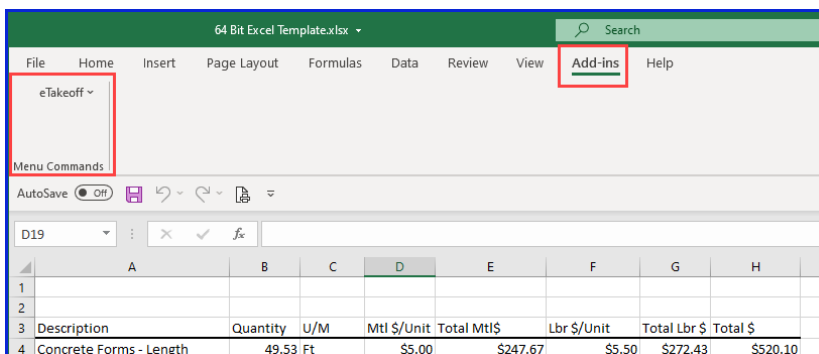 64 Bit Excel Template.xlsx
Search
File Home Insert Page Layout Formulas Data Review View Add-ins Help
eTakeoff
Menu Commands
AutoSave Off
D19 fx
A B C D E F G H
1
2
3 Description Quantity U/M Mtl $/Unit Total Mtl$ Lbr $/Unit Total Lbr $ Total $
4 Concrete Forms - Length 49.53 Ft $5.00 $247.67 $5.50 $272.43 $520.10